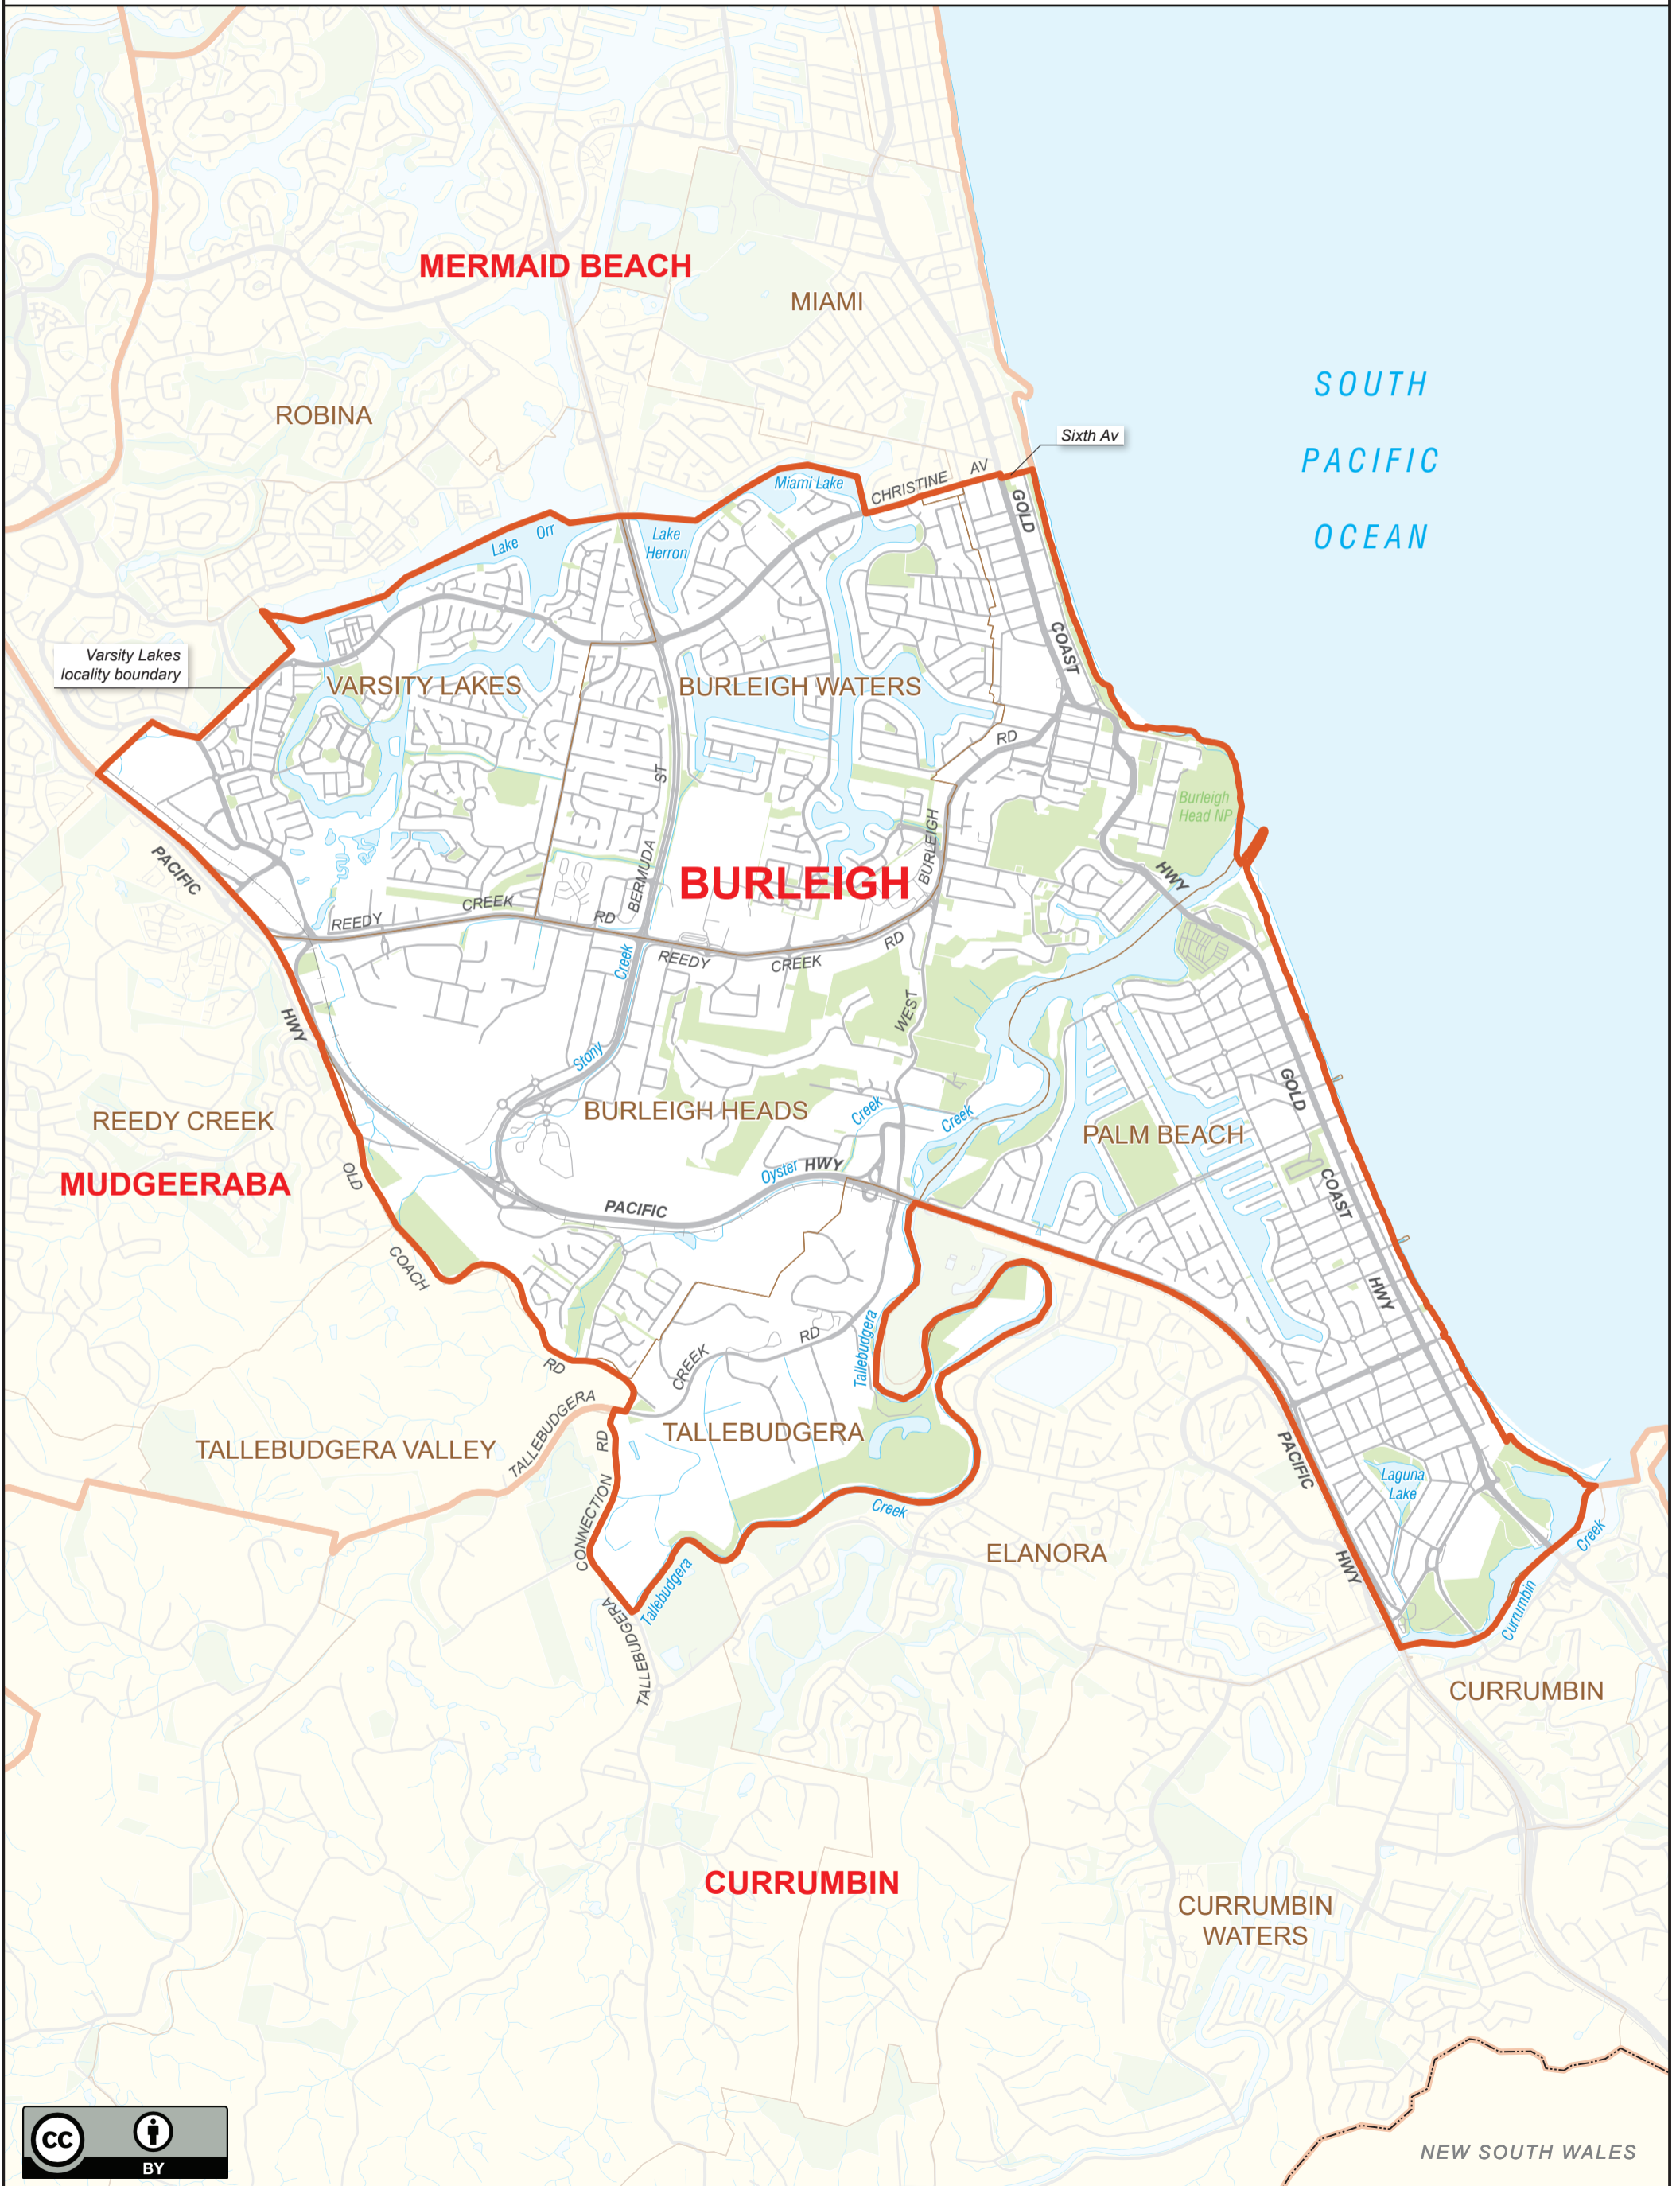 MERMAID BEACH
MIAMI
SOUTH
PACIFIC
OCEAN
ROBINA
Sixth Av
CHRISTINE AV
Miami Lake
GOLD
Lake Orr
Lake
Herron
COAST
Varsity Lakes
locality boundary
VARSITY LAKES
BURLEIGH WATERS
RD
ST
Burleigh
Head NP
BURLEIGH
PACIFIC
BERMUDA
BURLEIGH
HWY
REEDY
CREEK
RD
REEDY
CREEK
RD
Creek
WEST
HWY
Stony
GOLD
REEDY CREEK
BURLEIGH HEADS
Creek
Creek
PALM BEACH
MUDGEERABA
OLD
Oyster
HWY
PACIFIC
COAST
COACH
HWY
RD
CREEK
RD
Tallebudgera
TALLEBUDGERA
TALLEBUDGERA
TALLEBUDGERA VALLEY
RD
CONNECTION
PACIFIC
Laguna
Lake
Creek
Creek
ELANORA
HWY
Tallebudgera
Currumbin
TALLEBUDGERA
CURRUMBIN
CURRUMBIN
CURRUMBIN
WATERS
NEW SOUTH WALES
CC
BY